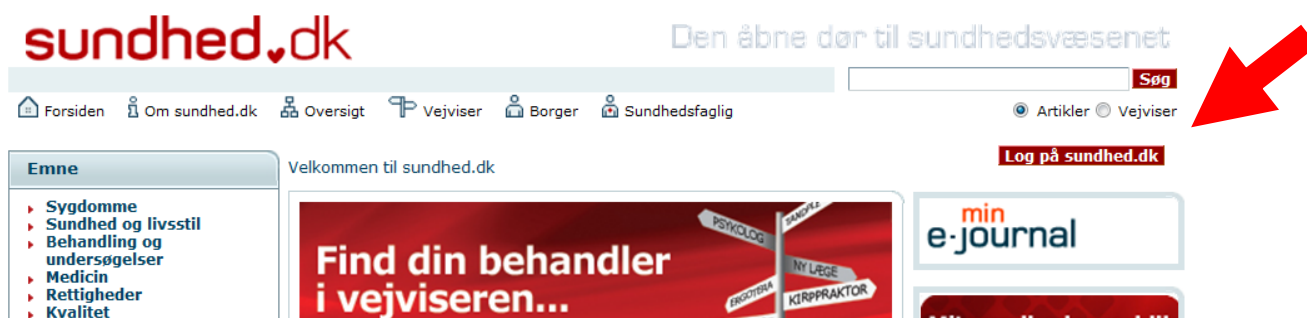 sundhed.dk
Den åbne dør til sundhedsvæsenet
Søg
Forsiden Om sundhed.dk Oversigt Vejviser Borger Sundhedsfaglig
Artikler Vejviser
Log på sundhed.dk
Emne
Velkommen til sundhed.dk
Sygdomme
Sundhed og livsstil
Behandling og
undersøgelser
Medicin
Rettigheder
Kvalitet
Find din behandler
i vejviseren...
PSYKOLOG
TANDPLE
NY LÆGE
ERGOTERA
KIRPPRAKTOR
min
e-journal